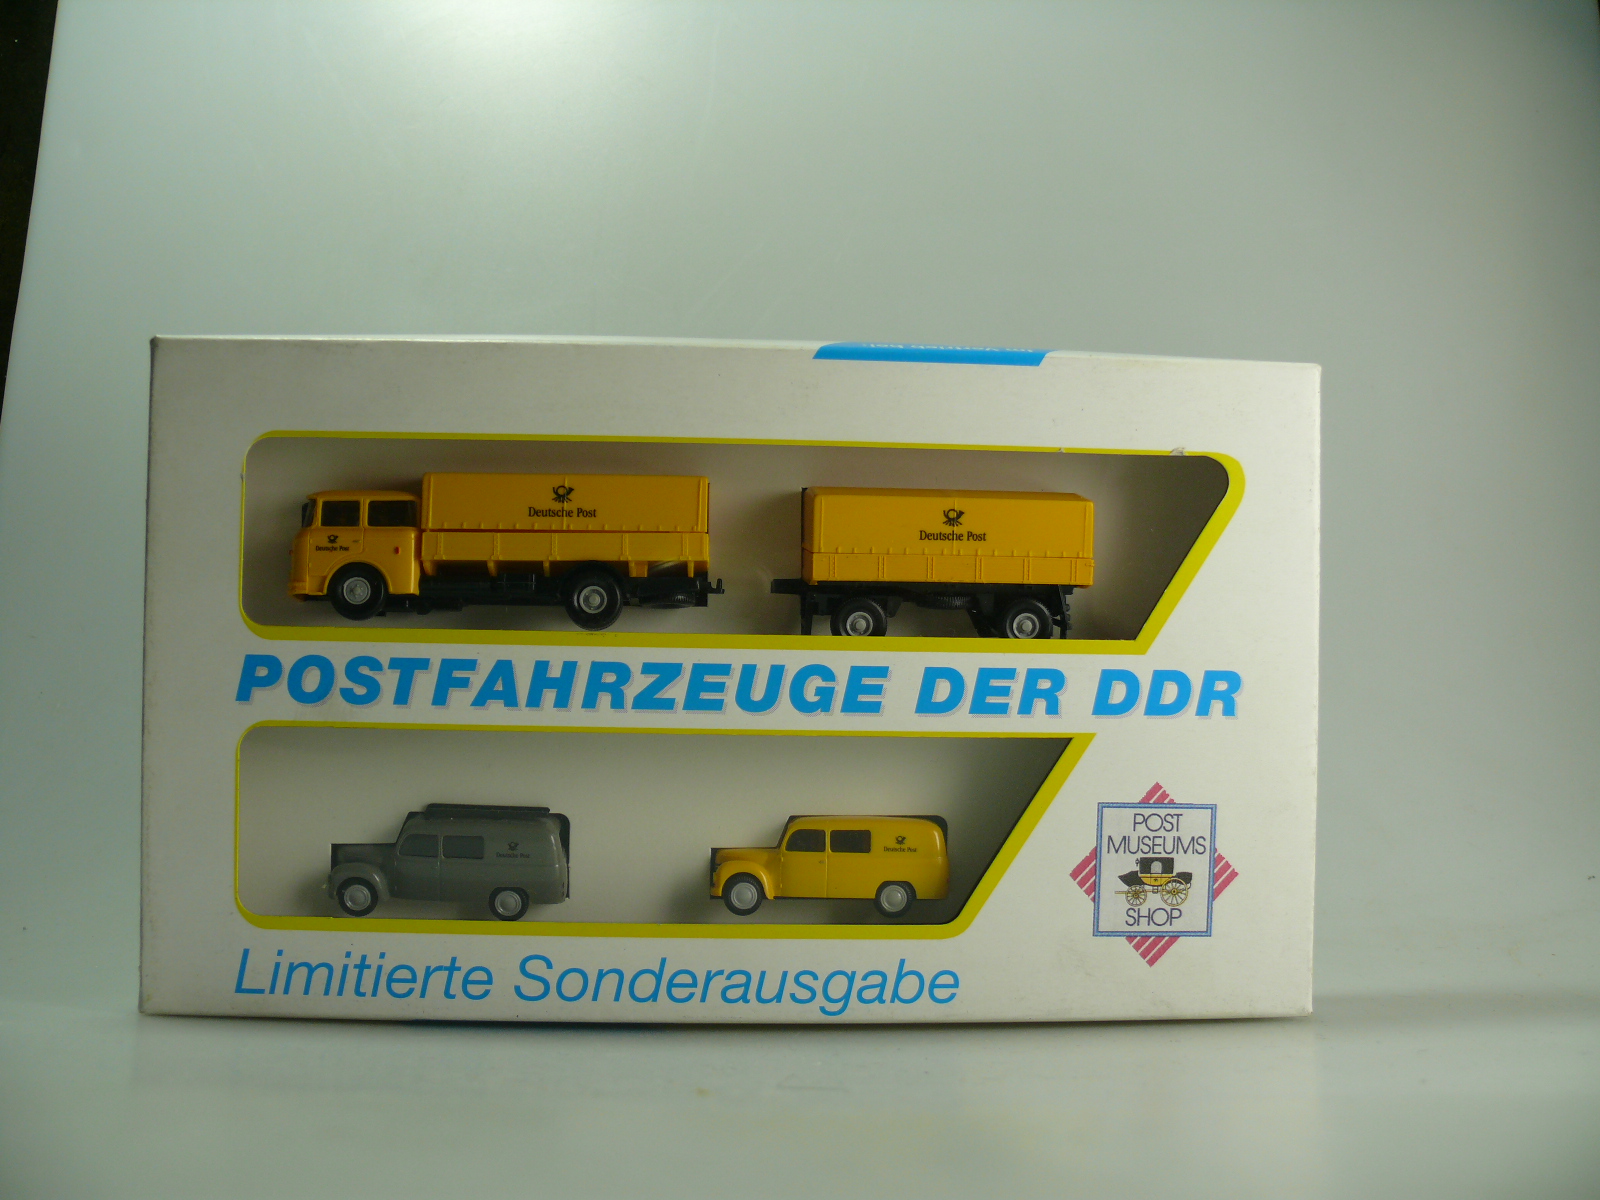 Deutsche Post
Deutsche Post
Deutsche Post
POSTFAHRZEUGE DER DDR
Deutsche Post
Deutsche Post
POST
MUSEUMS
SHOP
Limitierte Sonderausgabe